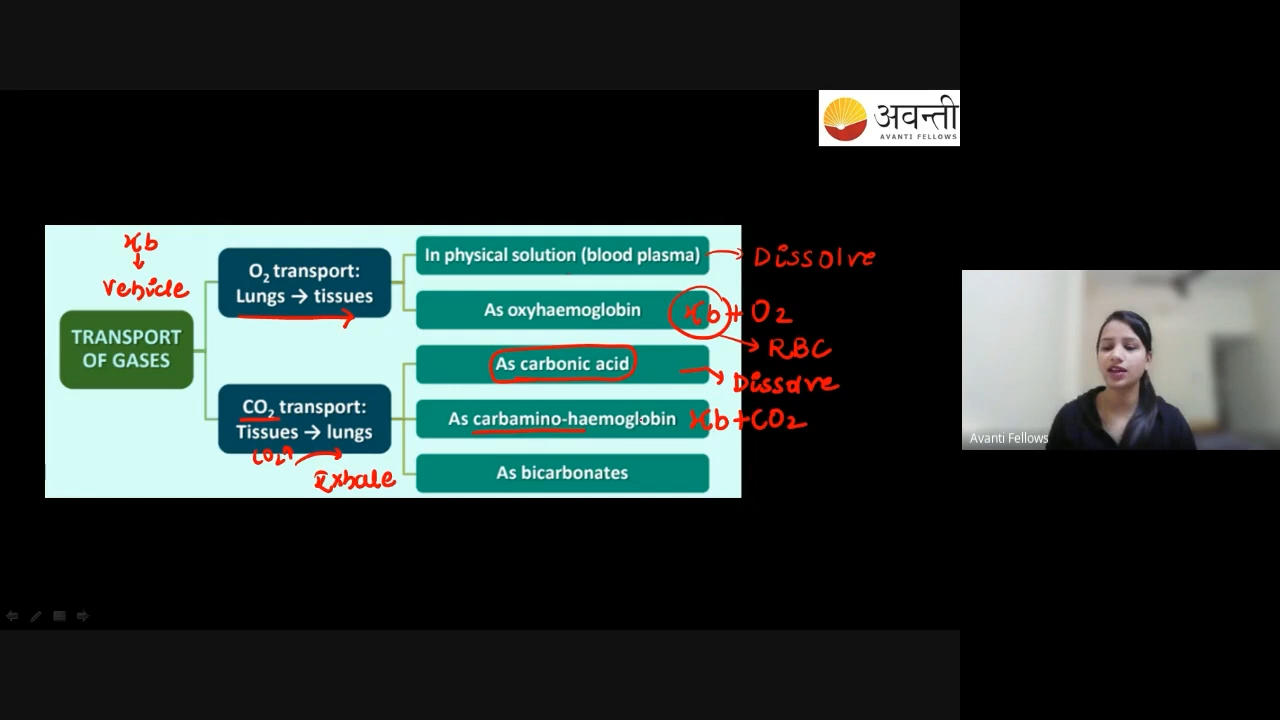 अवन्ती
AVANTI FELLOWS
Hb
Vehicle
TRANSPORT
OF GASES
O₂ transport:
Lungs → tissues
CO₂ transport:
Tissues → lungs
CO₂↑
Exhale
In physical solution (blood plasma) → Dissolve
As oxyhaemoglobin Hb + O₂
→ RBC
As carbonic acid
→ Dissolve
As carbamino-haemoglobin Hb+CO₂
As bicarbonates
Avanti Fellows